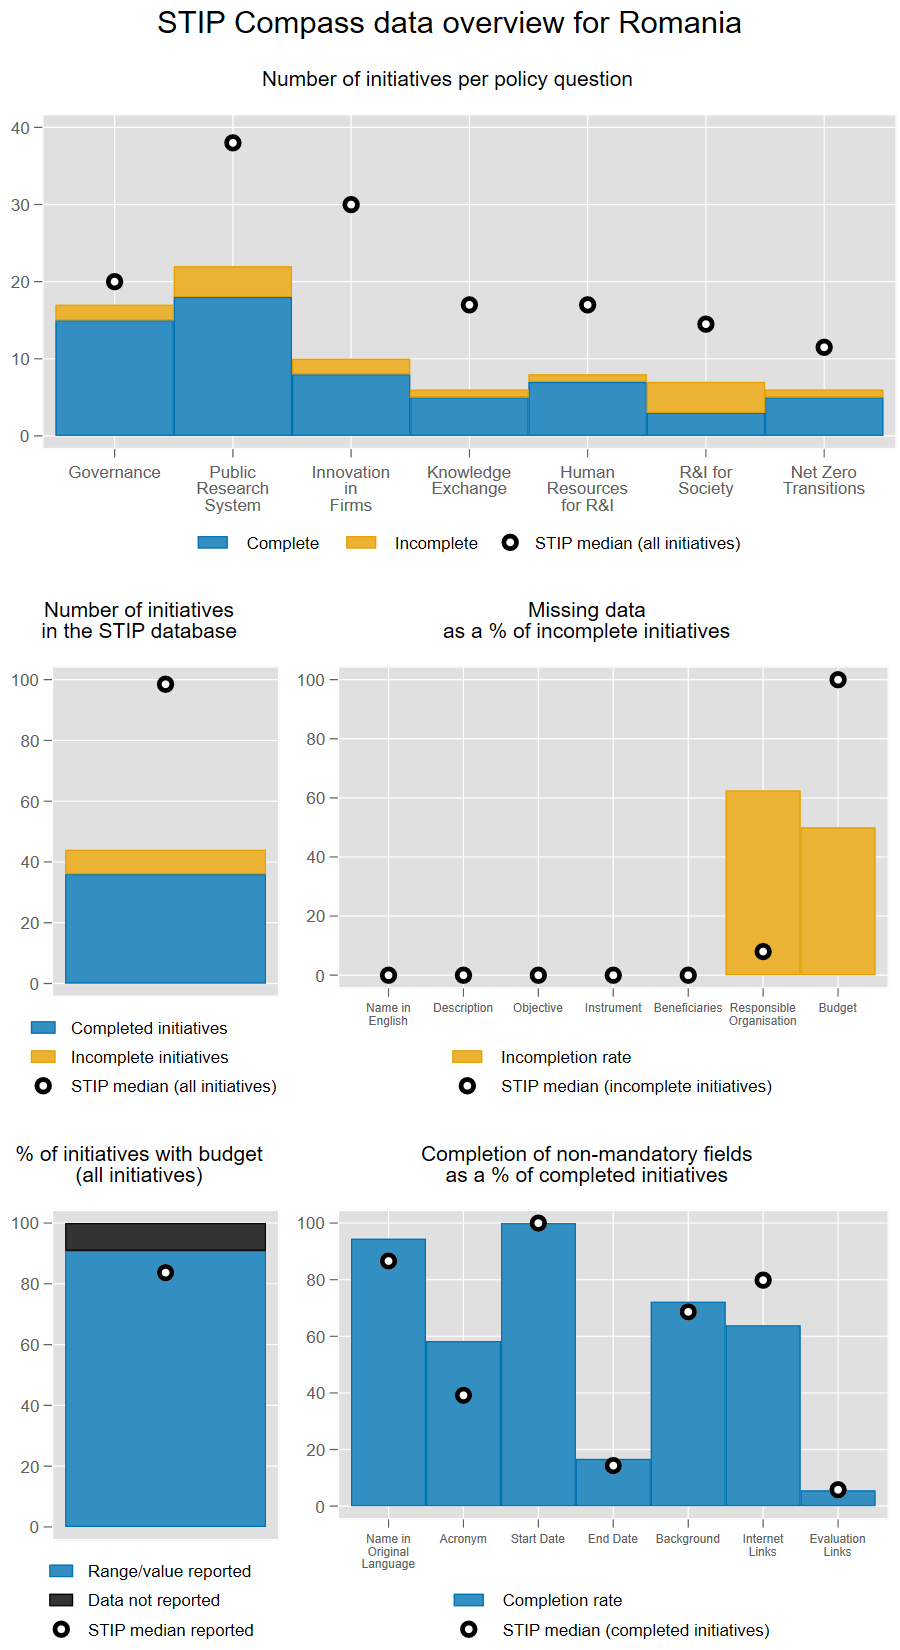 STIP Compass data overview for Romania
Number of initiatives per policy question
40
30
20
10
0
Governance
Public
Research
System
Innovation
in
Firms
Knowledge
Exchange
Human
Resources
for R&I
R&I for
Society
Net Zero
Transitions
Complete
Incomplete
STIP median (all initiatives)
Number of initiatives
in the STIP database
100
80
60
40
20
0
Completed initiatives
Incomplete initiatives
STIP median (all initiatives)
Missing data
as a % of incomplete initiatives
100
80
60
40
20
0
Name in
English
Description
Objective
Instrument
Beneficiaries
Responsible
Organisation
Budget
Incompletion rate
STIP median (incomplete initiatives)
% of initiatives with budget
(all initiatives)
100
80
60
40
20
0
Range/value reported
Data not reported
STIP median reported
Completion of non-mandatory fields
as a % of completed initiatives
100
80
60
40
20
0
Name in
Original
Language
Acronym
Start Date
End Date
Background
Internet
Links
Evaluation
Links
Completion rate
STIP median (completed initiatives)